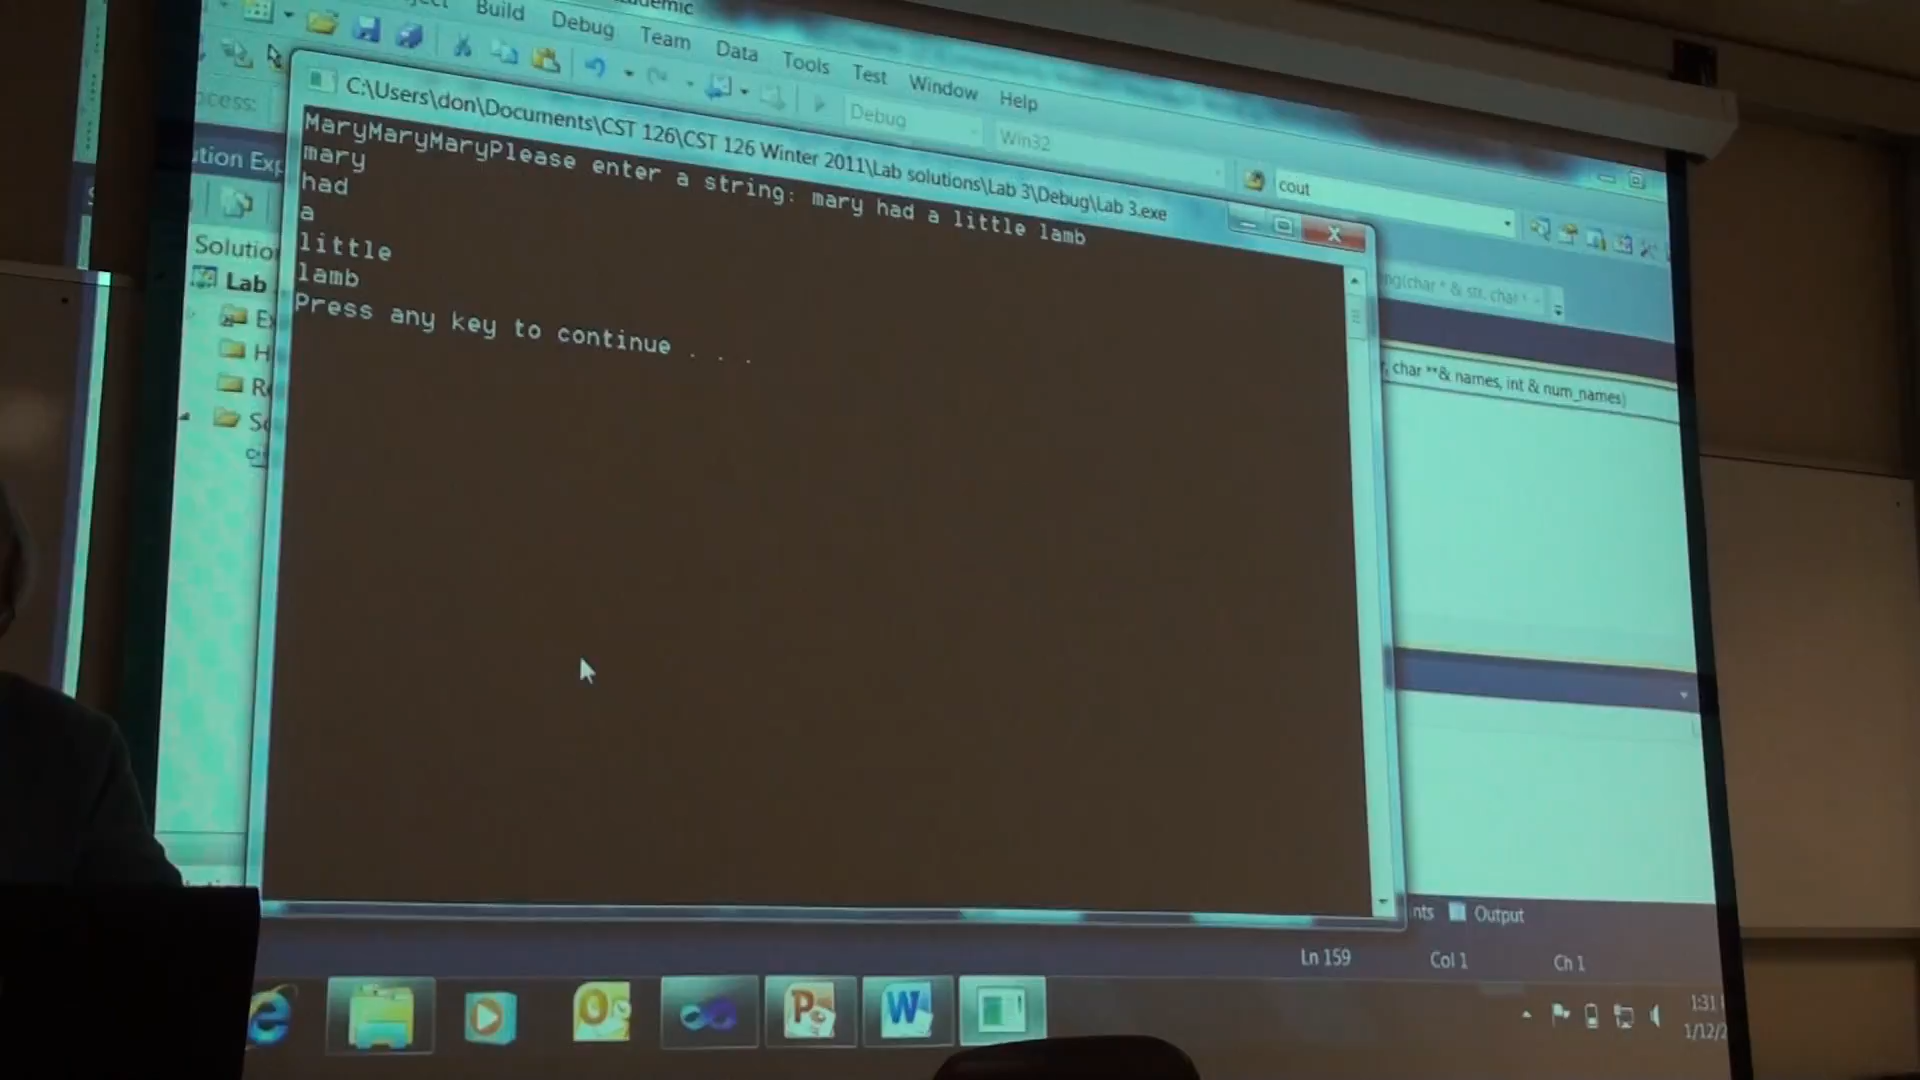 Build Debug Team Data Tools Test Window Help
Debug
Win32
cout
C:\Users\don\Documents\CST 126\CST 126 Winter 2011\Lab solutions\Lab 3\Debug\Lab 3.exe
MaryMaryMaryPlease enter a string: mary had a little lamb
mary
had
a
little
lamb
Press any key to continue . . .
Lab
char **& names, int & num_names)
Output
Ln 159
Col 1
Ch 1
1:31